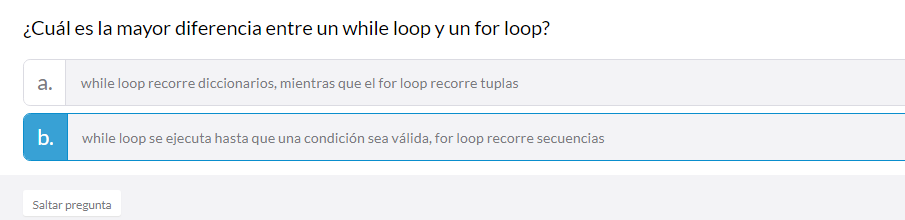 ¿Cuál es la mayor diferencia entre un while loop y un for loop?
a. while loop recorre diccionarios, mientras que el for loop recorre tuplas
b. while loop se ejecuta hasta que una condición sea válida, for loop recorre secuencias
Saltar pregunta